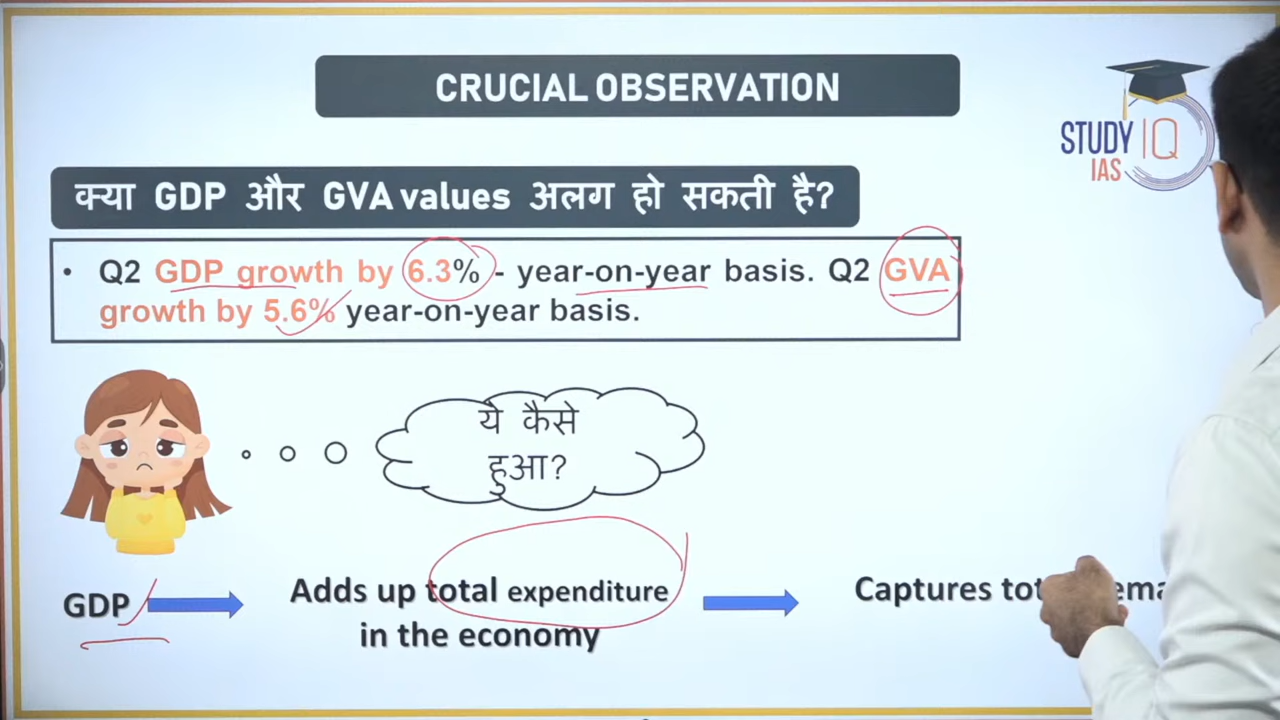 CRUCIAL OBSERVATION
STUDY IQ
IAS
क्या GDP और GVA values अलग हो सकती है?
• Q2 GDP growth by 6.3% - year-on-year basis. Q2 GVA
growth by 5.6% year-on-year basis.
ये कैसे
हुआ?
GDP
Adds up total expenditure
in the economy
Captures